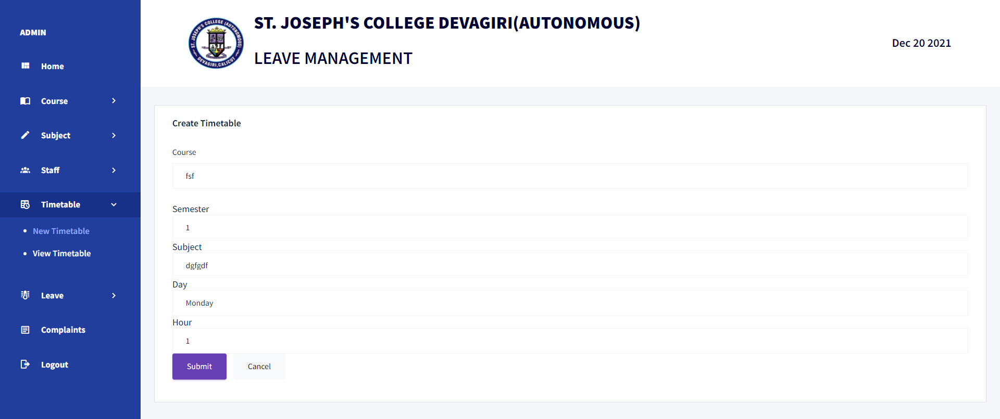 ADMIN
Home
Course
Subject
Staff
Timetable
New Timetable
View Timetable
Leave
Complaints
Logout
ST. JOSEPH'S COLLEGE (AUTONOMOUS)
DEVAGIRI, CALICUT
ST. JOSEPH'S COLLEGE DEVAGIRI(AUTONOMOUS)
LEAVE MANAGEMENT
Dec 20 2021
Create Timetable
Course
fsf
Semester
1
Subject
dgfgdf
Day
Monday
Hour
1
Submit
Cancel